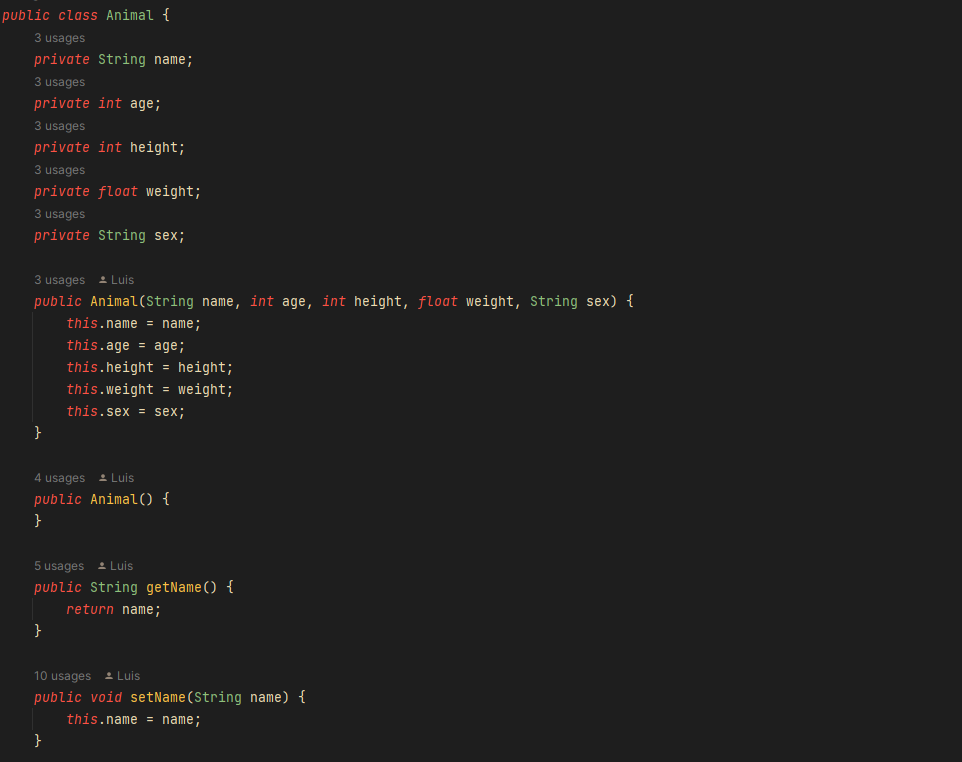 public class Animal {
3 usages
private String name;
3 usages
private int age;
3 usages
private int height;
3 usages
private float weight;
3 usages
private String sex;
3 usages Luis
public Animal(String name, int age, int height, float weight, String sex) {
this.name = name;
this.age = age;
this.height = height;
this.weight = weight;
this.sex = sex;
}
4 usages Luis
public Animal() {
}
5 usages Luis
public String getName() {
return name;
}
10 usages Luis
public void setName(String name) {
this.name = name;
}